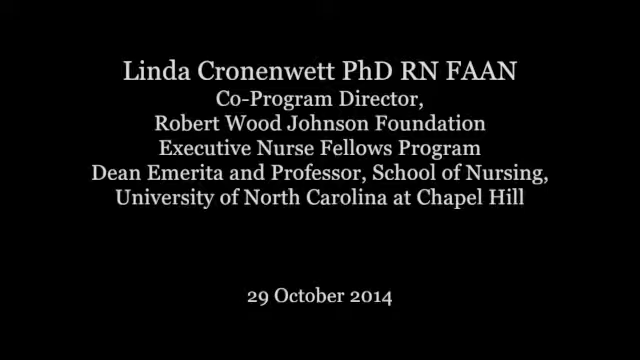 Linda Cronenwett PhD RN FAAN
Co-Program Director,
Robert Wood Johnson Foundation
Executive Nurse Fellows Program
Dean Emerita and Professor, School of Nursing,
University of North Carolina at Chapel Hill
29 October 2014